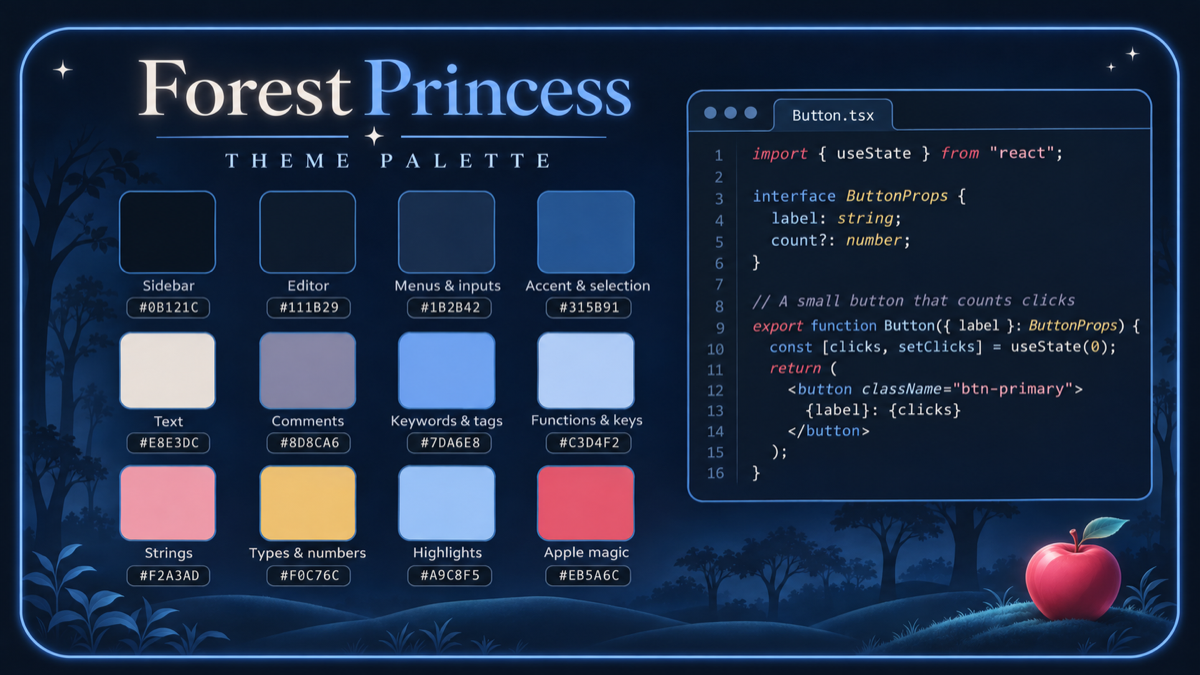 Forest Princess
THEME PALETTE
Sidebar
#0B121C
Editor
#111B29
Menus & inputs
#1B2B42
Accent & selection
#315B91
Text
#E8E3DC
Comments
#8D8CA6
Keywords & tags
#7DA6E8
Functions & keys
#C3D4F2
Strings
#F2A3AD
Types & numbers
#F0C76C
Highlights
#A9C8F5
Apple magic
#EB5A6C
Button.tsx
1 import { useState } from "react";
2
3 interface ButtonProps {
4 label: string;
5 count?: number;
6 }
7
8 // A small button that counts clicks
9 export function Button({ label }: ButtonProps) {
10 const [clicks, setClicks] = useState(0);
11 return (
12 <button className="btn-primary">
13 {label}: {clicks}
14 </button>
15 );
16 }